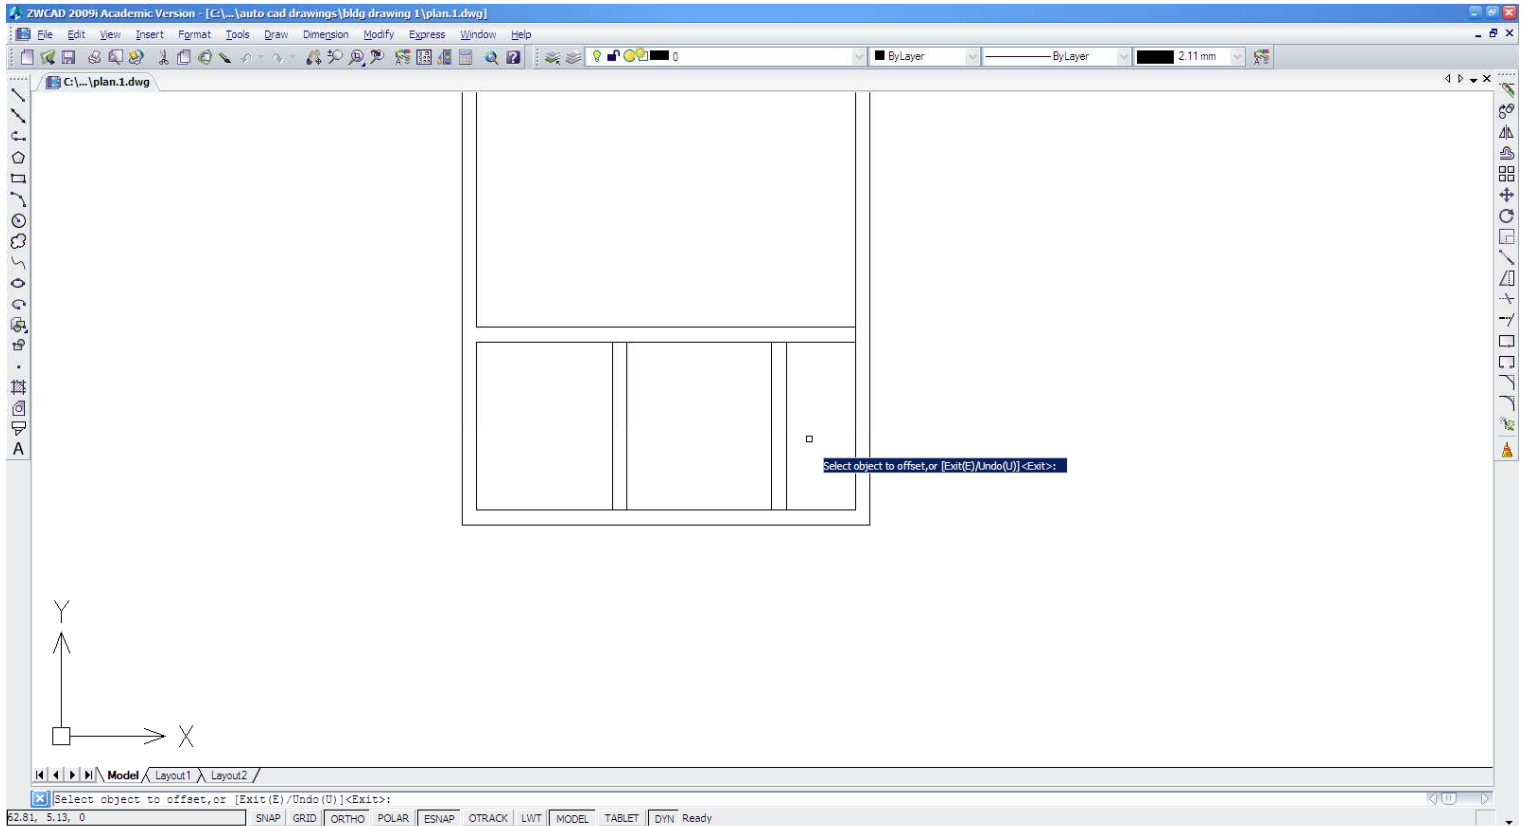 ZWCAD 2009i Academic Version - [C:\...\auto cad drawings\bldg drawing 1\plan.1.dwg]
File Edit View Insert Format Tools Draw Dimension Modify Express Window Help
0 ByLayer ByLayer 2.11 mm
C:\...\plan.1.dwg
A
Select object to offset,or [Exit(E)/Undo(U)]<Exit>:
Y
X
Model Layout1 Layout2
Select object to offset,or [Exit(E)/Undo(U)]<Exit>:
62.81, 5.13, 0 SNAP GRID ORTHO POLAR ESNAP OTRACK LWT MODEL TABLET DYN Ready